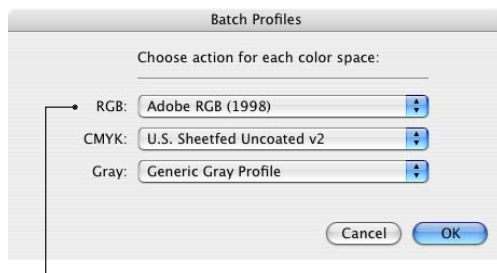 Batch Profiles
Choose action for each color space:
RGB: Adobe RGB (1998)
CMYK: U.S. Sheetfed Uncoated v2
Gray: Generic Gray Profile
Cancel OK